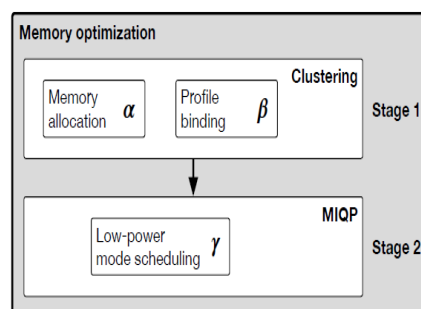 Memory optimization
Clustering
Memory
allocation α
Profile
binding β
Stage 1
MIQP
Low-power
mode scheduling γ
Stage 2